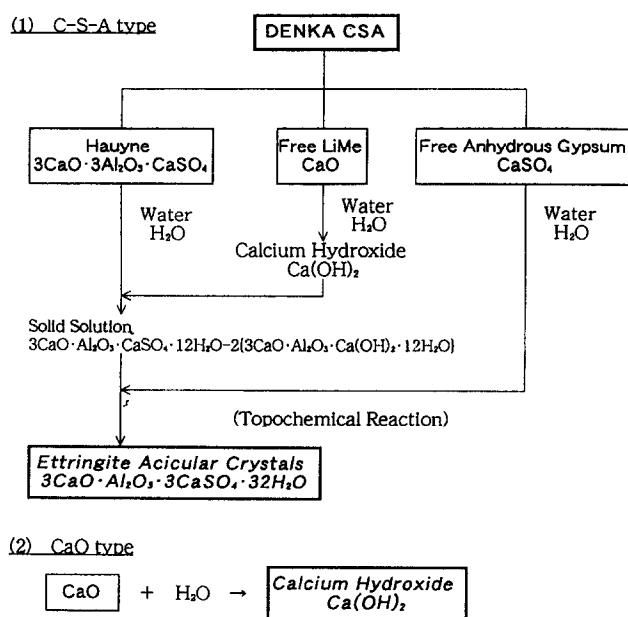 (1) C-S-A type
DENKA CSA
Hauyne
3CaO·3Al₂O₃·CaSO₄
Free LiMe
CaO
Free Anhydrous Gypsum
CaSO₄
Water
H₂O
Water
H₂O
Water
H₂O
Calcium Hydroxide
Ca(OH)₂
Solid Solution
3CaO·Al₂O₃·CaSO₄·12H₂O-2{3CaO·Al₂O₃·Ca(OH)₂·12H₂O}
(Topochemical Reaction)
Ettringite Acicular Crystals
3CaO·Al₂O₃·3CaSO₄·32H₂O
(2) CaO type
CaO + H₂O → Calcium Hydroxide
Ca(OH)₂